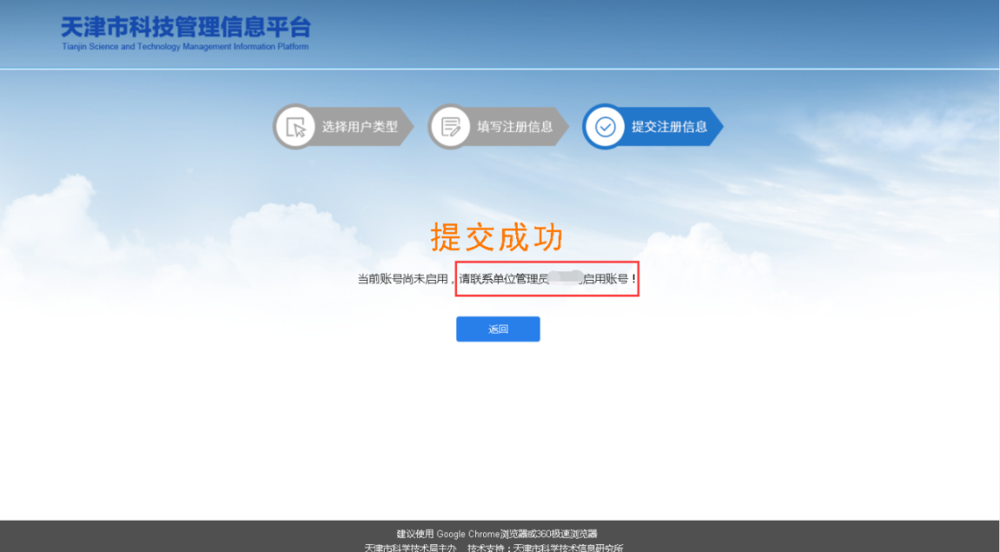 天津市科技管理信息平台
Tianjin Science and Technology Management Information Platform
选择用户类型
填写注册信息
提交注册信息
提交成功
当前账号尚未启用，请联系单位管理员 启用账号！
返回
建议使用 Google Chrome浏览器或360极速浏览器
天津市科学技术局主办 技术支持：天津市科学技术信息研究所